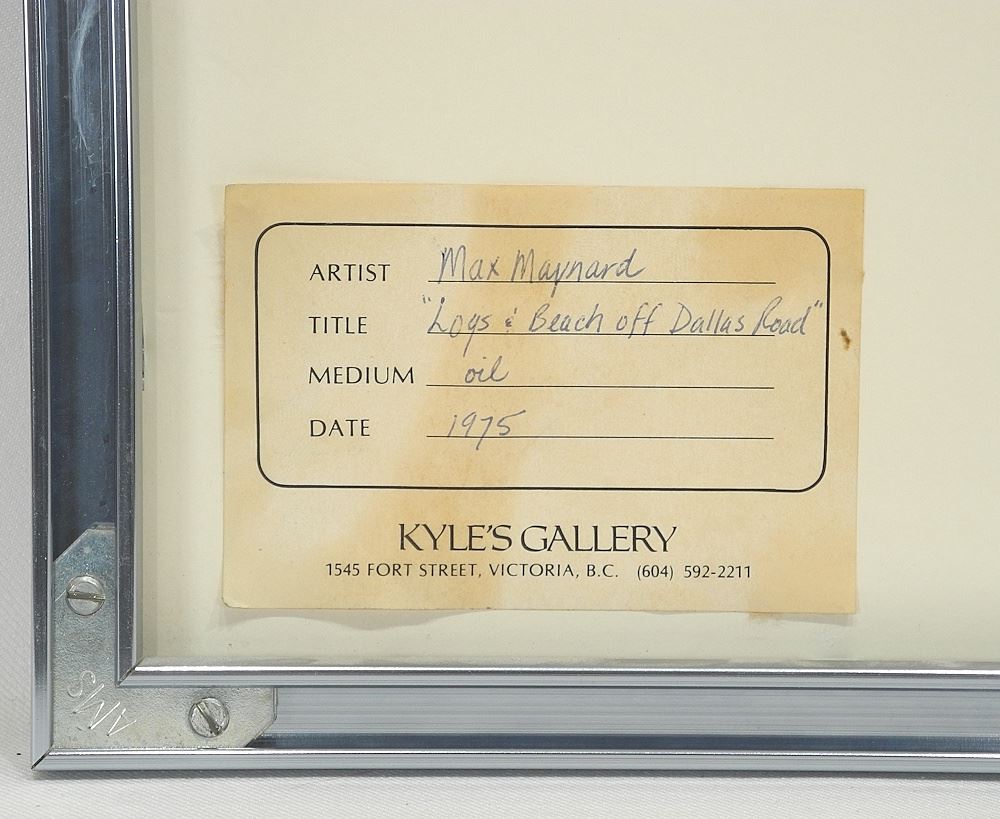 ARTIST Max Maynard
TITLE "Logs & Beach off Dallas Road"
MEDIUM oil
DATE 1975
KYLE'S GALLERY
1545 FORT STREET, VICTORIA, B.C. (604) 592-2211